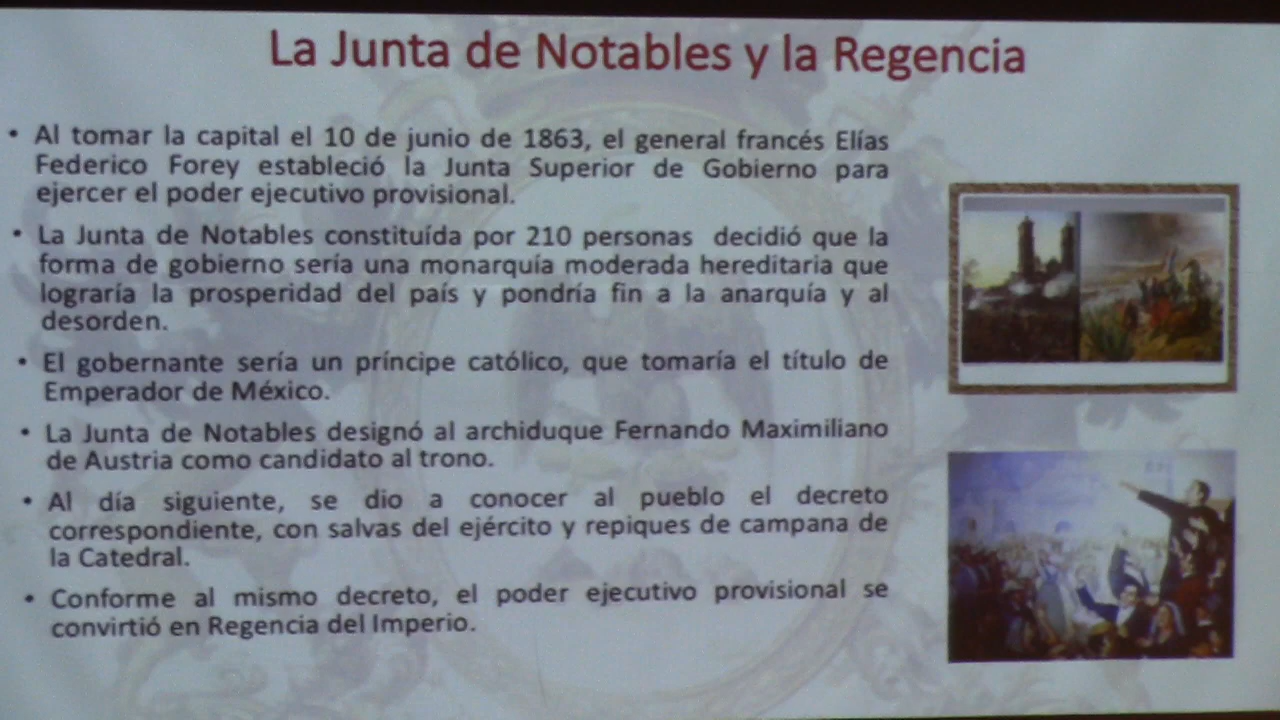 La Junta de Notables y la Regencia
• Al tomar la capital el 10 de junio de 1863, el general francés Elías
Federico Forey estableció la Junta Superior de Gobierno para
ejercer el poder ejecutivo provisional.
• La Junta de Notables constituída por 210 personas decidió que la
forma de gobierno sería una monarquía moderada hereditaria que
lograría la prosperidad del país y pondría fin a la anarquía y al
desorden.
• El gobernante sería un príncipe católico, que tomaría el título de
Emperador de México.
• La Junta de Notables designó al archiduque Fernando Maximiliano
de Austria como candidato al trono.
• Al día siguiente, se dio a conocer al pueblo el decreto
correspondiente, con salvas del ejército y repiques de campana de
la Catedral.
• Conforme al mismo decreto, el poder ejecutivo provisional se
convirtió en Regencia del Imperio.